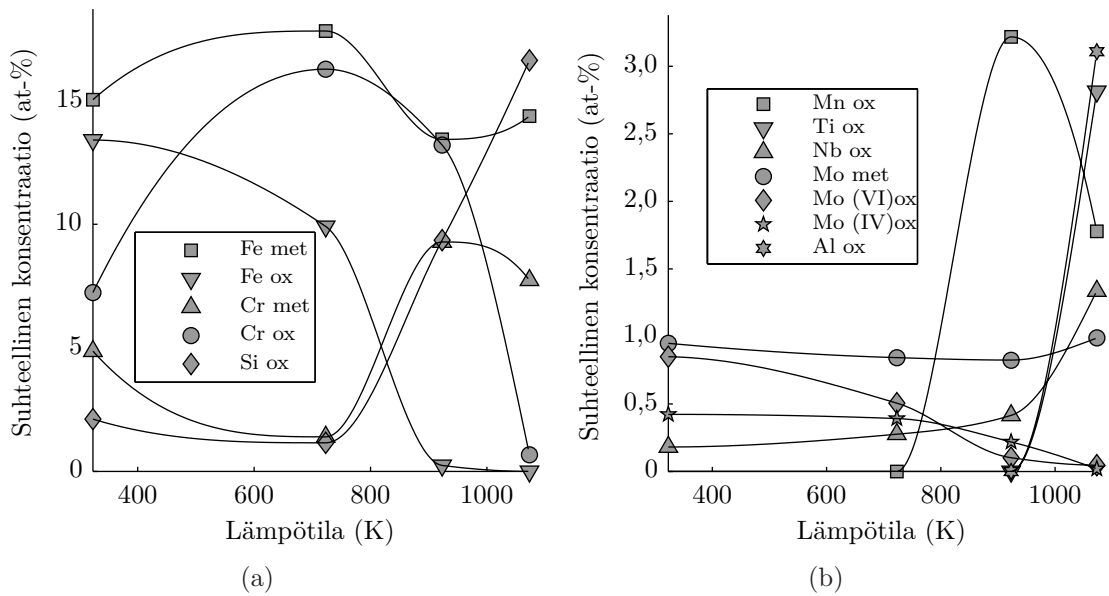 Suhteellinen konsentraatio (at-%)
15
10
5
0
400
600
800
1000
Lämpötila (K)
Fe met
Fe ox
Cr met
Cr ox
Si ox
(a)
Suhteellinen konsentraatio (at-%)
3,0
2,5
2,0
1,5
1,0
0,5
0
400
600
800
1000
Lämpötila (K)
Mn ox
Ti ox
Nb ox
Mo met
Mo (VI)ox
Mo (IV)ox
Al ox
(b)